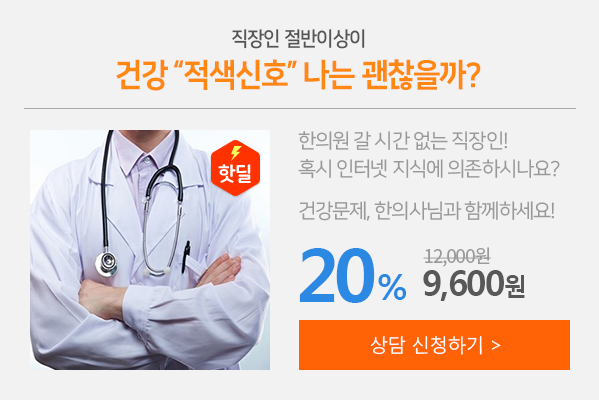 직장인 절반이상이
건강 “적색신호” 나는 괜찮을까?
핫딜
한의원 갈 시간 없는 직장인!
혹시 인터넷 지식에 의존하시나요?
건강문제, 한의사님과 함께하세요!
12,000원
20% 9,600원
상담 신청하기 >